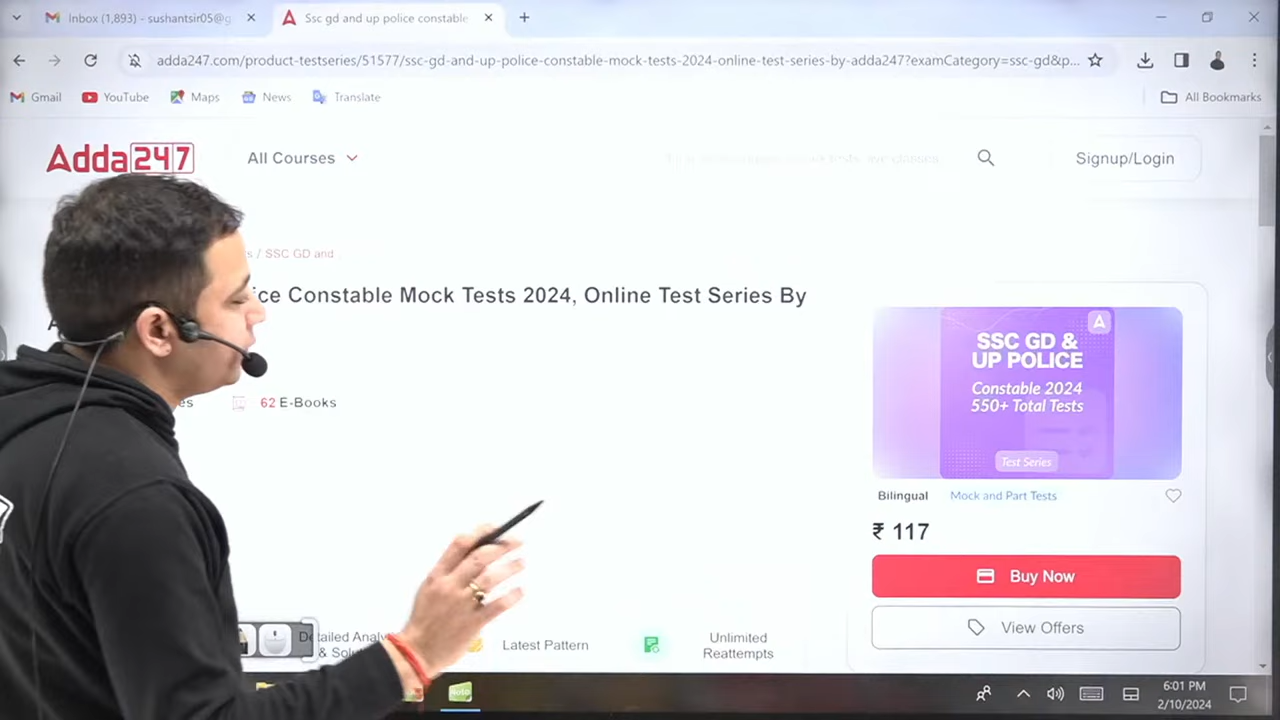 Inbox (1,893) - sushantsir05@g
Ssc gd and up police constable
adda247.com/product-testseries/51577/ssc-gd-and-up-police-constable-mock-tests-2024-online-test-series-by-adda247?examCategory=ssc-gd&p...
Gmail YouTube Maps News Translate All Bookmarks
Adda247 All Courses Signup/Login
/ SSC GD and
Constable Mock Tests 2024, Online Test Series By
SSC GD &
UP POLICE
Constable 2024
550+ Total Tests
Test Series
62 E-Books
Bilingual Mock and Part Tests
₹ 117
Buy Now
View Offers
Latest Pattern
Unlimited
Reattempts
6:01 PM
2/10/2024